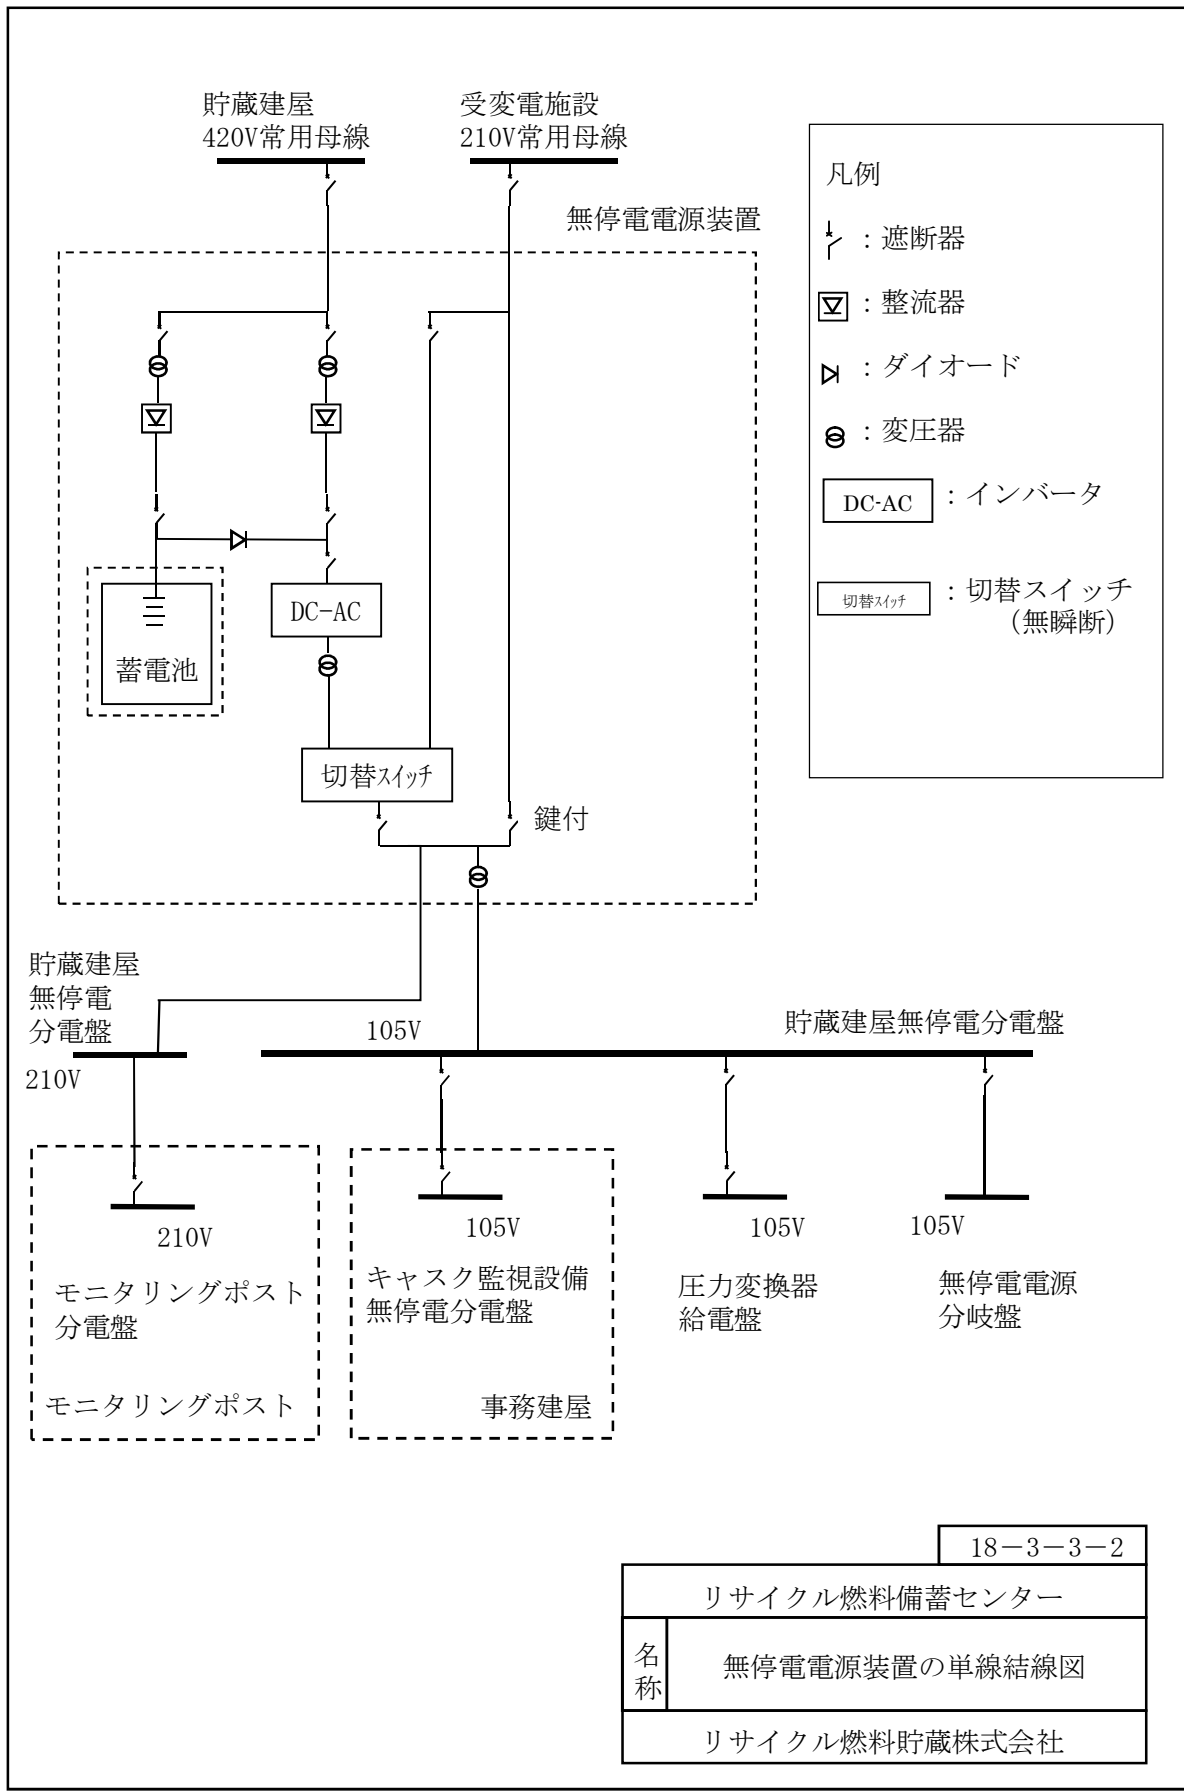 貯蔵建屋
420V常用母線
受変電施設
210V常用母線
無停電電源装置
凡例
：遮断器
：整流器
：ダイオード
：変圧器
DC-AC
：インバータ
切替スイッチ
：切替スイッチ
（無瞬断）
DC−AC
蓄電池
切替スイッチ
鍵付
貯蔵建屋
無停電
分電盤
210V
105V
貯蔵建屋無停電分電盤
210V
モニタリングポスト
分電盤
モニタリングポスト
105V
キャスク監視設備
無停電分電盤
事務建屋
105V
圧力変換器
給電盤
105V
無停電電源
分岐盤
18－3－3－2
リサイクル燃料備蓄センター
名称
無停電電源装置の単線結線図
リサイクル燃料貯蔵株式会社